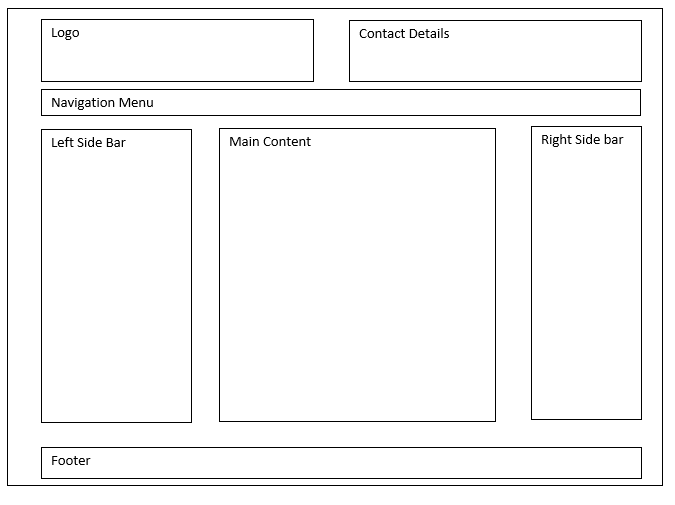 Logo
Contact Details
Navigation Menu
Left Side Bar
Main Content
Right Side bar
Footer